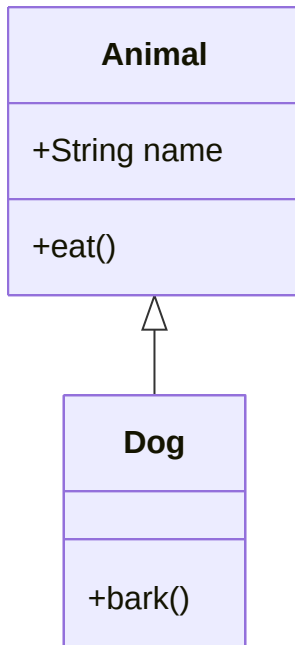 Animal
+String name
+eat()
Dog
+bark()